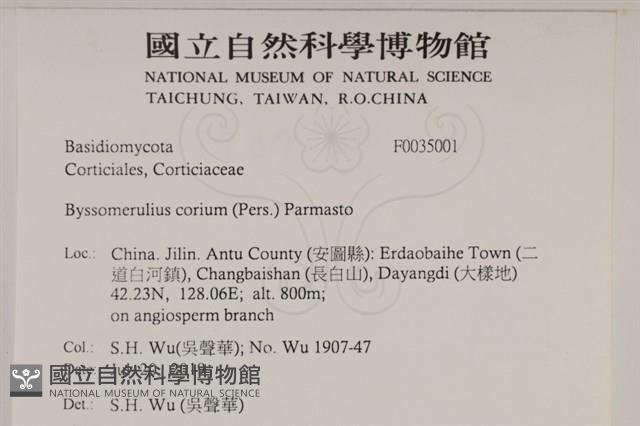 國立自然科學博物館
NATIONAL MUSEUM OF NATURAL SCIENCE
TAICHUNG, TAIWAN, R.O.CHINA
Basidiomycota F0035001
Corticiales, Corticiaceae
Byssomerulius corium (Pers.) Parmasto
Loc.: China. Jilin. Antu County (安圖縣): Erdaobaihe Town (二
道白河鎮), Changbaishan (長白山), Dayangdi (大樣地)
42.23N, 128.06E; alt. 800m;
on angiosperm branch
Col.: S.H. Wu(吳聲華); No. Wu 1907-47
Date:
國立自然科學博物館
NATIONAL MUSEUM OF NATURAL SCIENCE
Det.: S.H. Wu (吳聲華)